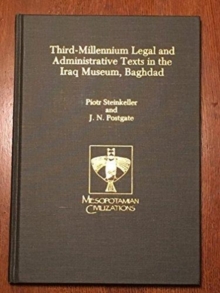 Third-Millennium Legal and
Administrative Texts in the
Iraq Museum, Baghdad
Piotr Steinkeller
and
J. N. Postgate
MESOPOTAMIAN
CIVILIZATIONS